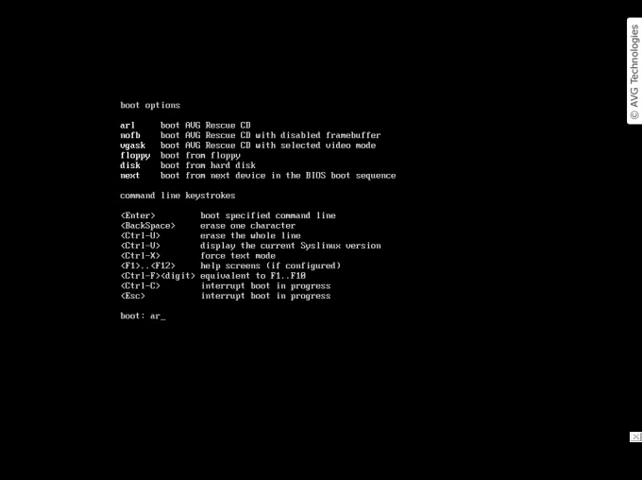 boot options
arl boot AVG Rescue CD
nofb boot AVG Rescue CD with disabled framebuffer
vgask boot AVG Rescue CD with selected video mode
floppy boot from floppy
disk boot from hard disk
next boot from next device in the BIOS boot sequence
command line keystrokes
<Enter> boot specified command line
<BackSpace> erase one character
<Ctrl-U> erase the whole line
<Ctrl-V> display the current Syslinux version
<Ctrl-X> force text mode
<F1>..<F12> help screens (if configured)
<Ctrl-F><digit> equivalent to F1..F10
<Ctrl-C> interrupt boot in progress
<Esc> interrupt boot in progress
boot: ar_
© AVG Technologies